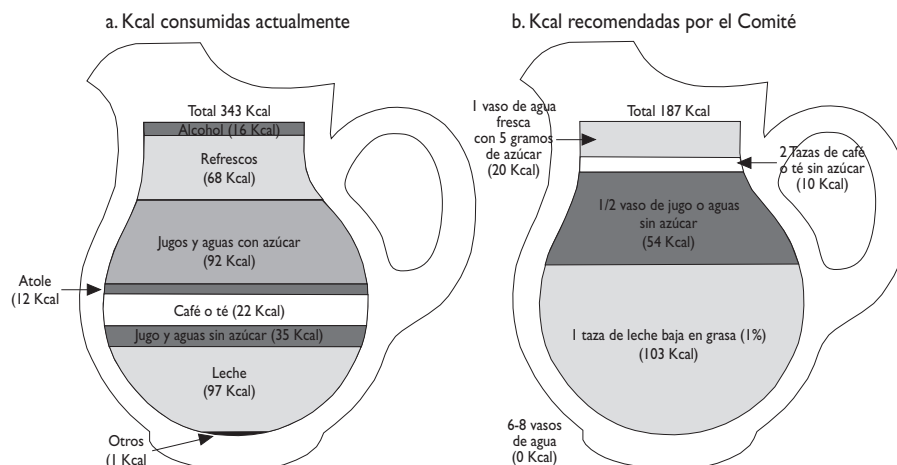 a. Kcal consumidas actualmente
Total 343 Kcal
Alcohol (16 Kcal)
Refrescos
(68 Kcal)
Jugos y aguas con azúcar
(92 Kcal)
Atole
(12 Kcal
Café o té (22 Kcal)
Jugo y aguas sin azúcar (35 Kcal)
Leche
(97 Kcal)
Otros
(1 Kcal
b. Kcal recomendadas por el Comité
Total 187 Kcal
1 vaso de agua
fresca
con 5 gramos
de azúcar
(20 Kcal)
2 Tazas de café
o té sin azúcar
(10 Kcal)
1/2 vaso de jugo o aguas
sin azúcar
(54 Kcal)
1 taza de leche baja en grasa (1%)
(103 Kcal)
6-8 vasos
de agua
(0 Kcal)